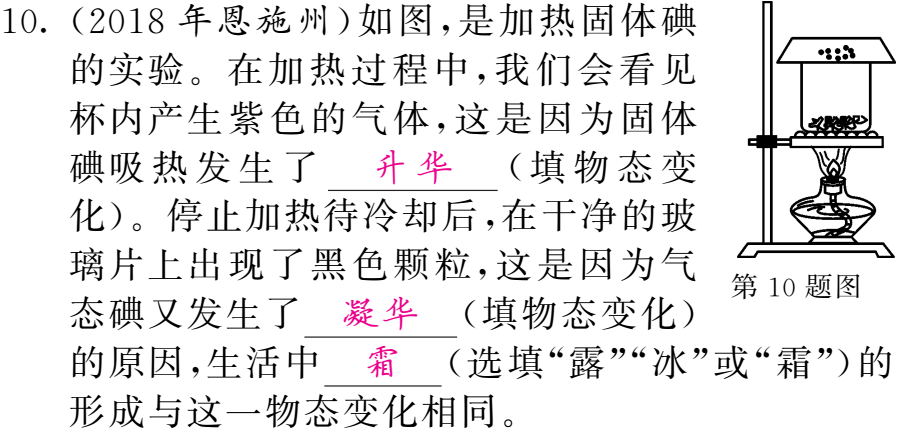 10. (2018 年恩施州)如图,是加热固体碘
的实验。在加热过程中,我们会看见
杯内产生紫色的气体,这是因为固体
碘吸热发生了 升华 (填物态变
化)。停止加热待冷却后,在干净的玻
璃片上出现了黑色颗粒,这是因为气
态碘又发生了 凝华 (填物态变化)
的原因,生活中 霜 (选填“露”“冰”或“霜”)的
形成与这一物态变化相同。
第 10 题图